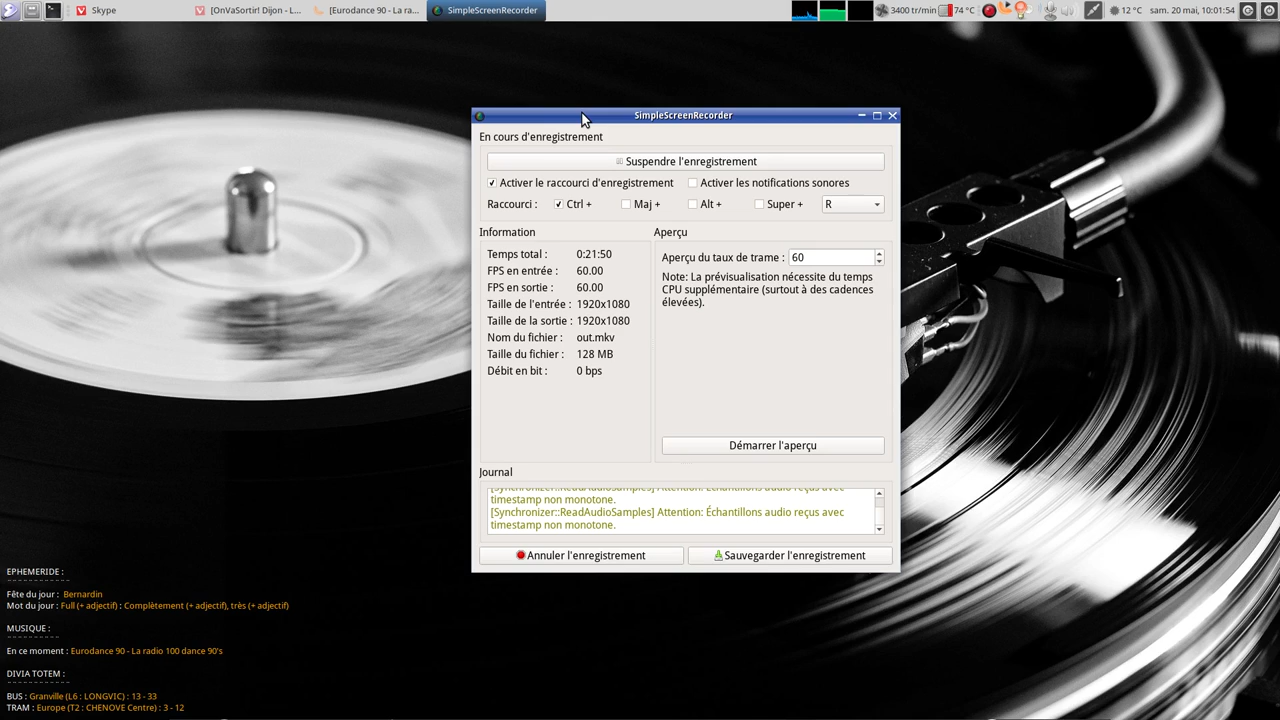 Skype
[OnVaSortir! Dijon - L...
[Eurodance 90 - La ra...
SimpleScreenRecorder
3400 tr/min
74 °C
12 °C
sam. 20 mai, 10:01:54
SimpleScreenRecorder
En cours d'enregistrement
Suspendre l'enregistrement
Activer le raccourci d'enregistrement
Activer les notifications sonores
Raccourci :
Ctrl +
Maj +
Alt +
Super +
R
Information
Temps total : 0:21:50
FPS en entrée : 60.00
FPS en sortie : 60.00
Taille de l'entrée : 1920x1080
Taille de la sortie : 1920x1080
Nom du fichier : out.mkv
Taille du fichier : 128 MB
Débit en bit : 0 bps
Aperçu
Aperçu du taux de trame : 60
Note: La prévisualisation nécessite du temps
CPU supplémentaire (surtout à des cadences
élevées).
Démarrer l'aperçu
Journal
[Synchronizer::ReadAudioSamples] Attention: Échantillons audio reçus avec
timestamp non monotone.
[Synchronizer::ReadAudioSamples] Attention: Échantillons audio reçus avec
timestamp non monotone.
Annuler l'enregistrement
Sauvegarder l'enregistrement
EPHEMERIDE :
Fête du jour : Bernardin
Mot du jour : Full (+ adjectif) : Complètement (+ adjectif), très (+ adjectif)
MUSIQUE :
En ce moment : Eurodance 90 - La radio 100 dance 90's
DIVIA TOTEM :
BUS : Granville (L6 : LONGVIC) : 13 - 33
TRAM : Europe (T2 : CHENOVE Centre) : 3 - 12